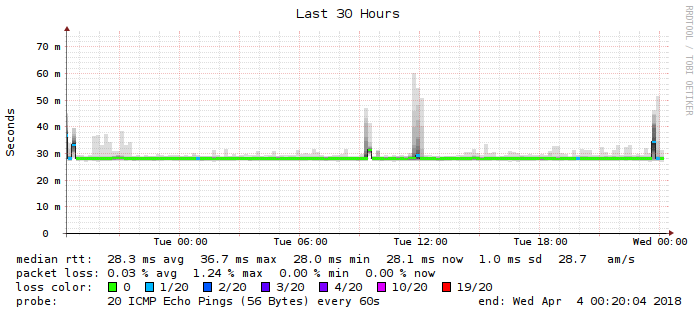 Last 30 Hours
RRDTOOL / TOBI OETIKER
Seconds
70 m
60 m
50 m
40 m
30 m
20 m
10 m
0
Tue 00:00 Tue 06:00 Tue 12:00 Tue 18:00 Wed 00:00
median rtt: 28.3 ms avg 36.7 ms max 28.0 ms min 28.1 ms now 1.0 ms sd 28.7 am/s
packet loss: 0.03 % avg 1.24 % max 0.00 % min 0.00 % now
loss color: 0 1/20 2/20 3/20 4/20 10/20 19/20
probe: 20 ICMP Echo Pings (56 Bytes) every 60s end: Wed Apr 4 00:20:04 2018